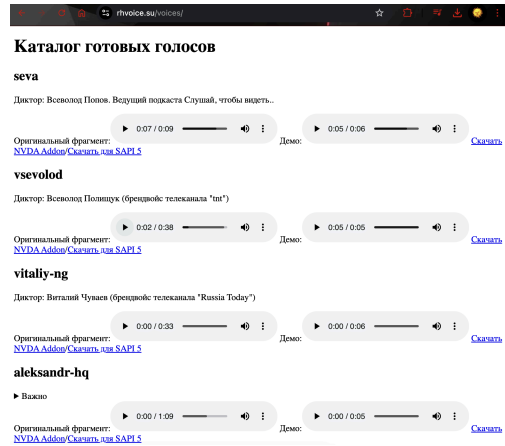 rhvoice.su/voices/
Каталог готовых голосов
seva
Диктор: Всеволод Попов. Ведущий подкаста Слушай, чтобы видеть..
Оригинальный фрагмент: 0:07 / 0:09 Демо: 0:05 / 0:06 Скачать
NVDA Addon/Скачать для SAPI 5
vsevolod
Диктор: Всеволод Полищук (брендвойс телеканала "tnt")
Оригинальный фрагмент: 0:02 / 0:38 Демо: 0:05 / 0:05 Скачать
NVDA Addon/Скачать для SAPI 5
vitaliy-ng
Диктор: Виталий Чуваев (брендвойс телеканала "Russia Today")
Оригинальный фрагмент: 0:00 / 0:33 Демо: 0:00 / 0:06 Скачать
NVDA Addon/Скачать для SAPI 5
aleksandr-hq
Важно
Оригинальный фрагмент: 0:00 / 1:09 Демо: 0:00 / 0:05 Скачать
NVDA Addon/Скачать для SAPI 5